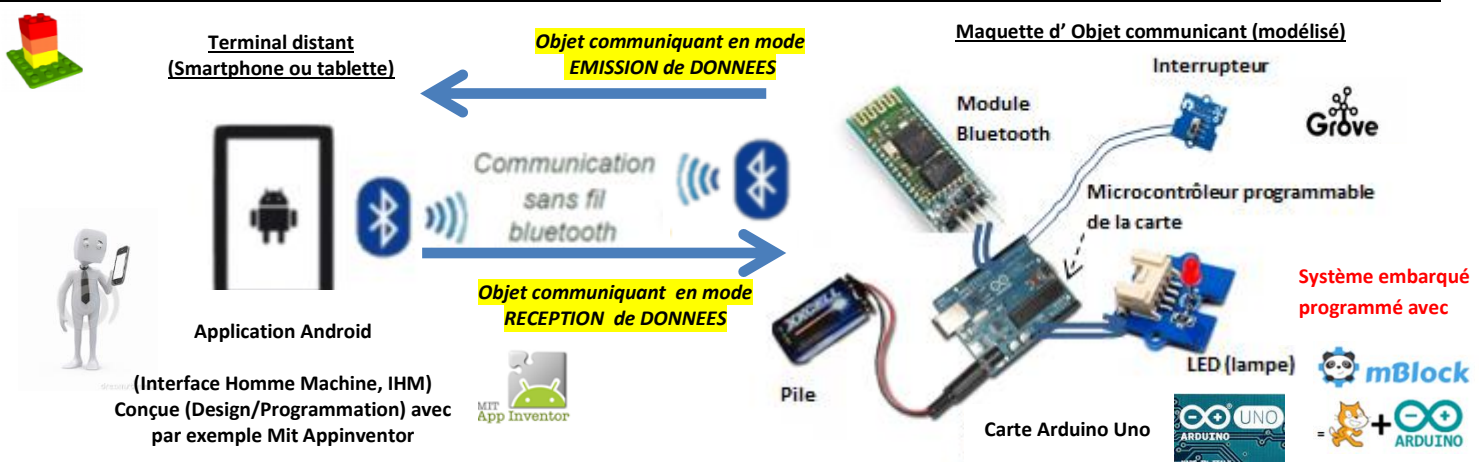 Terminal distant
(Smartphone ou tablette)
Objet communiquant en mode
EMISSION de DONNEES
Maquette d’ Objet communicant (modélisé)
Interrupteur
Module
Bluetooth
Grove
Communication
sans fil
bluetooth
Microcontrôleur programmable
de la carte
Objet communiquant en mode
RECEPTION de DONNEES
Système embarqué
programmé avec
Application Android
(Interface Homme Machine, IHM)
Conçue (Design/Programmation) avec
par exemple Mit Appinventor
MIT
App Inventor
Pile
LED (lampe)
mBlock
Carte Arduino Uno
UNO
ARDUINO
= +
ARDUINO